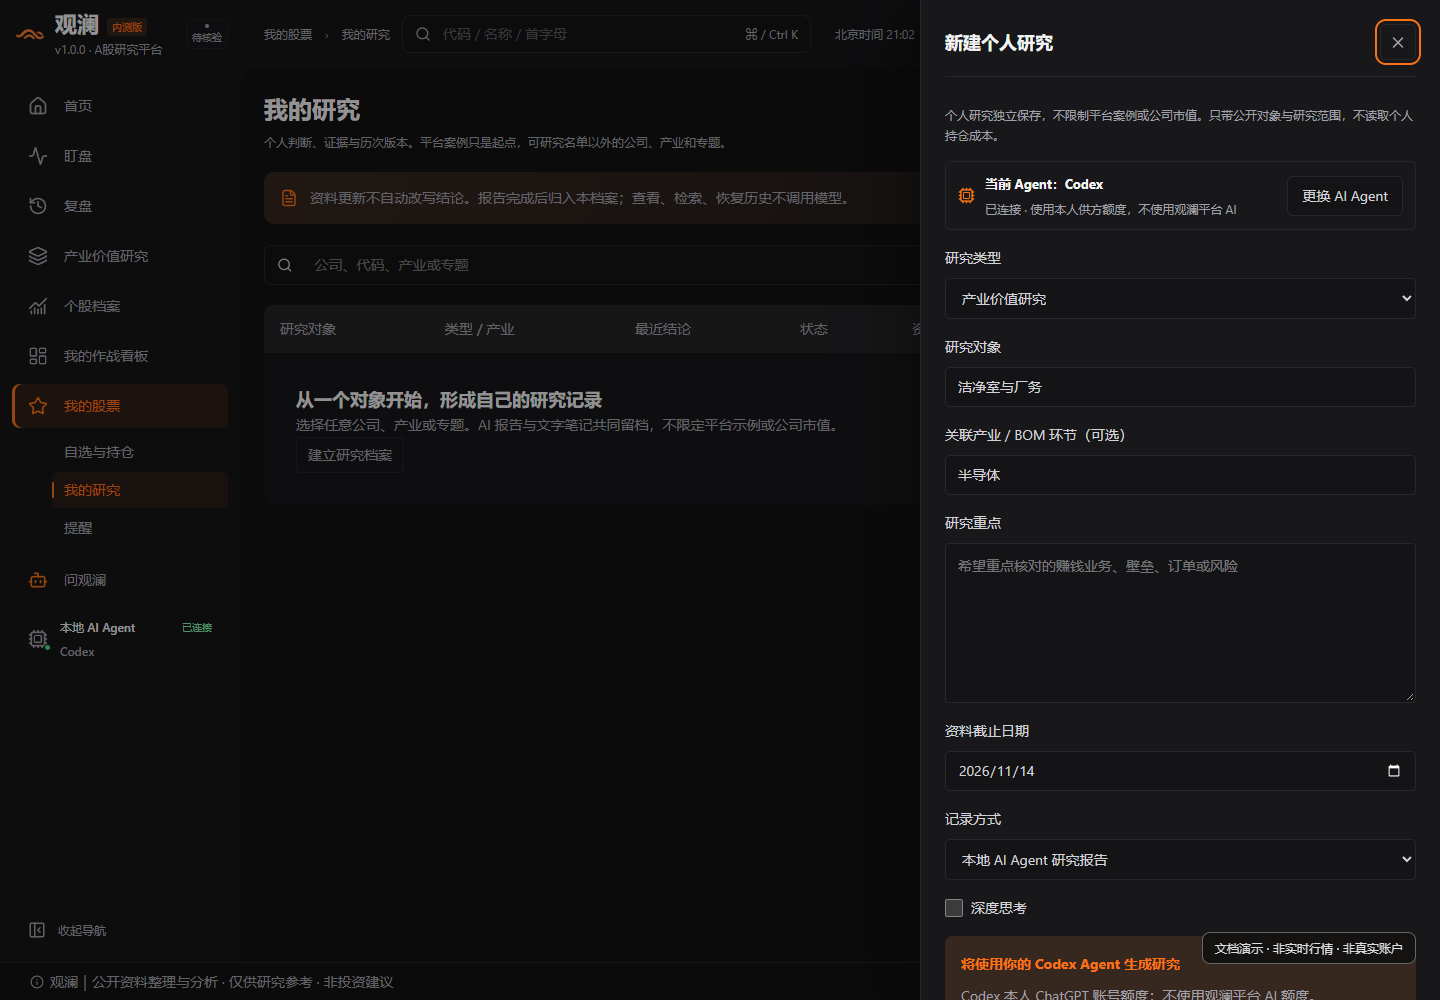 观澜 内测版
v1.0.0 · A股研究平台
待核验
首页
盯盘
复盘
产业价值研究
个股档案
我的作战看板
我的股票
自选与持仓
我的研究
提醒
问观澜
本地 AI Agent 已连接
Codex
收起导航
我的股票 › 我的研究
代码 / 名称 / 首字母 ⌘ / Ctrl K
北京时间 21:02
我的研究
个人判断、证据与历次版本。平台案例只是起点，可研究名单以外的公司、产业和专题。
资料更新不自动改写结论。报告完成后归入本档案；查看、检索、恢复历史不调用模型。
公司、代码、产业或专题
研究对象 类型 / 产业 最近结论 状态
从一个对象开始，形成自己的研究记录
选择任意公司、产业或专题。AI 报告与文字笔记共同留档，不限定平台示例或公司市值。
建立研究档案
新建个人研究
个人研究独立保存，不限制平台案例或公司市值。只带公开对象与研究范围，不读取个人
持仓成本。
当前 Agent：Codex
已连接 · 使用本人供方额度，不使用观澜平台 AI
更换 AI Agent
研究类型
产业价值研究
研究对象
洁净室与厂务
关联产业 / BOM 环节（可选）
半导体
研究重点
希望重点核对的赚钱业务、壁垒、订单或风险
资料截止日期
2026/11/14
记录方式
本地 AI Agent 研究报告
深度思考
将使用你的 Codex Agent 生成研究
Codex 本人 ChatGPT 账号额度；不使用观澜平台 AI 额度。
文档演示 · 非实时行情 · 非真实账户
观澜 | 公开资料整理与分析 · 仅供研究参考 · 非投资建议